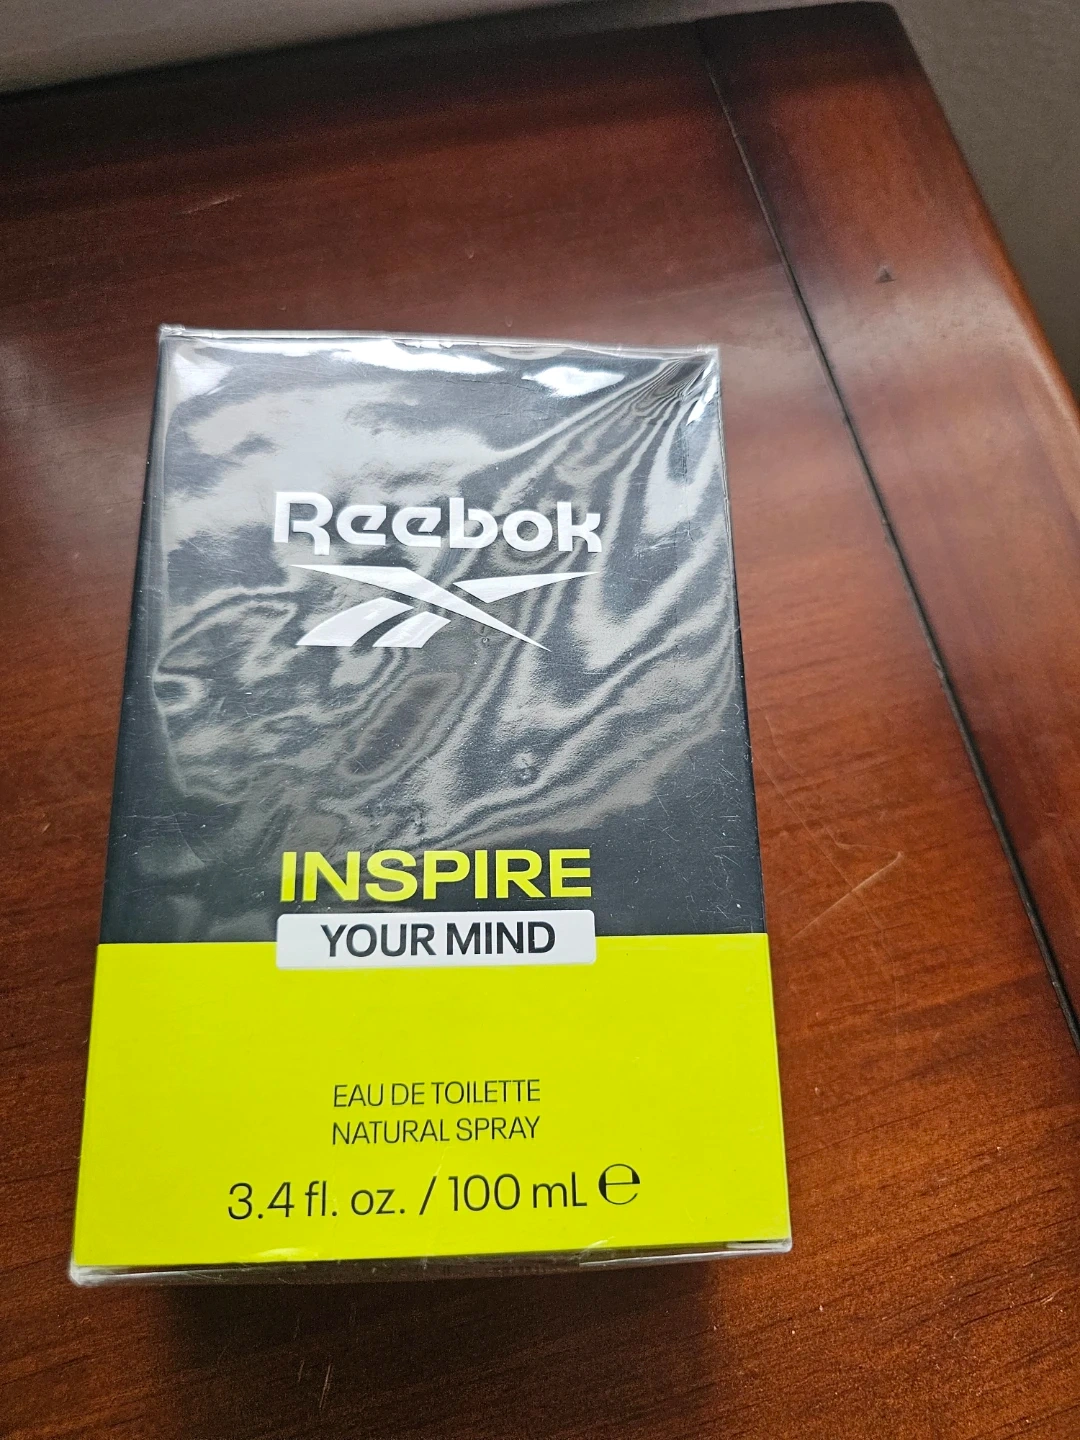 Reebok
INSPIRE
YOUR MIND
EAU DE TOILETTE
NATURAL SPRAY
3.4 fl. oz. / 100 mL ℮